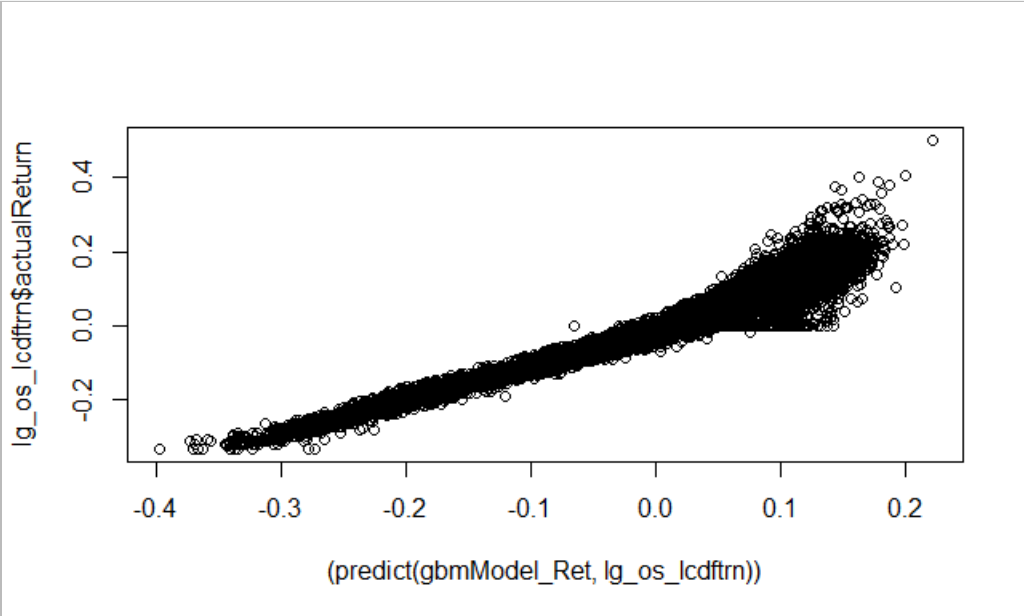 lg_os_lcdftrn$actualReturn
0.4
0.2
0.0
-0.2
-0.4 -0.3 -0.2 -0.1 0.0 0.1 0.2
(predict(gbmModel_Ret, lg_os_lcdftrn))